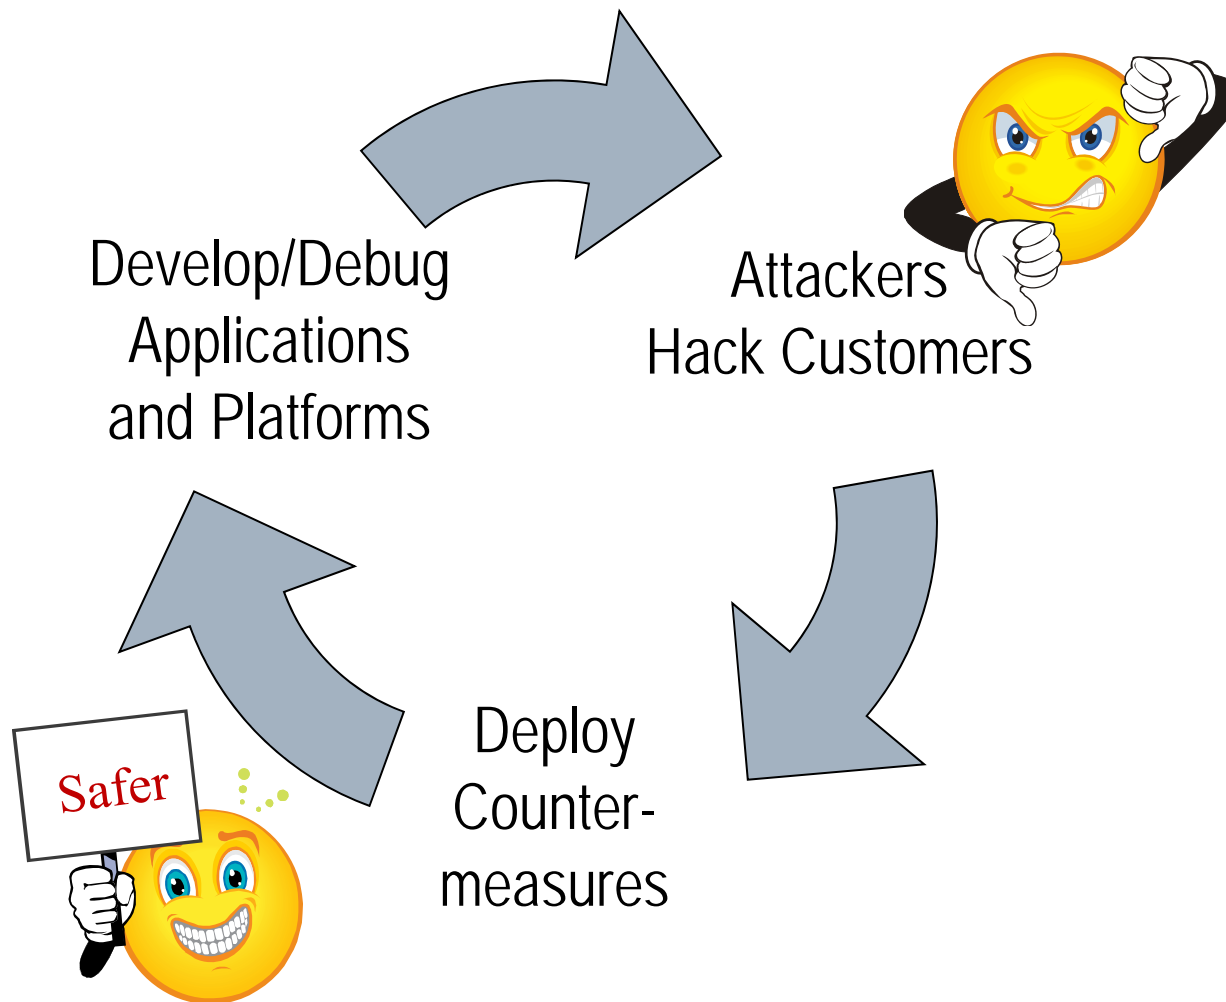 Develop/Debug
Applications
and Platforms
Attackers
Hack Customers
Deploy
Counter-
measures
Safer